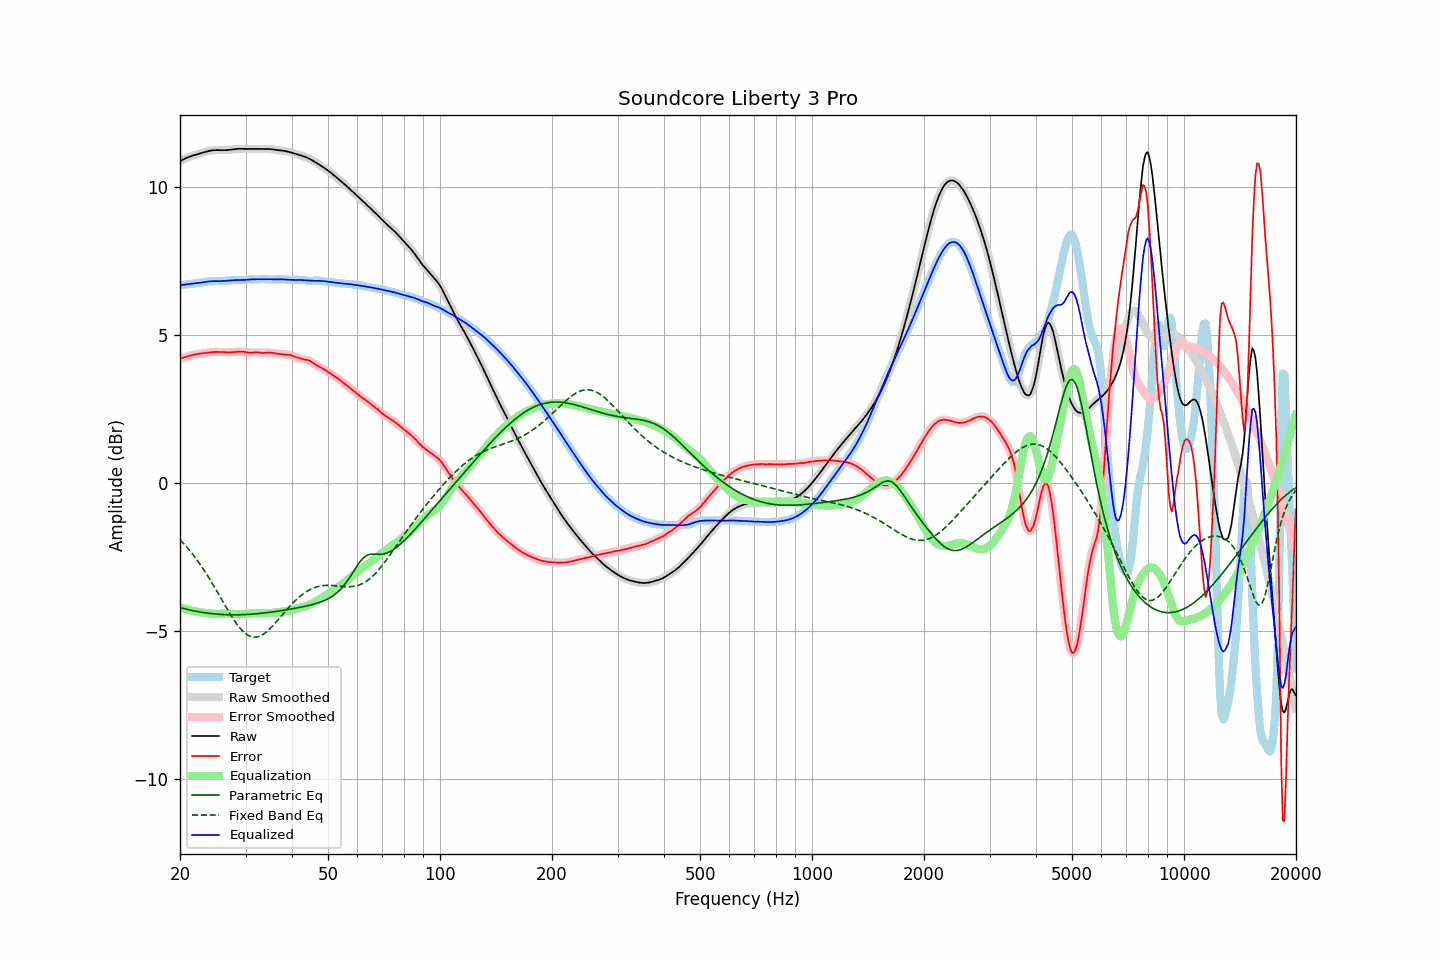 Soundcore Liberty 3 Pro
Amplitude (dBr)
10
5
0
−5
−10
Target
Raw Smoothed
Error Smoothed
Raw
Error
Equalization
Parametric Eq
Fixed Band Eq
Equalized
20 50 100 200 500 1000 2000 5000 10000 20000
Frequency (Hz)